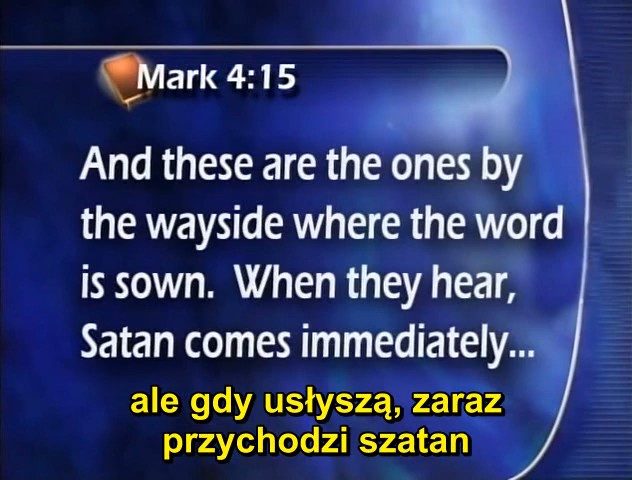 Mark 4:15
And these are the ones by
the wayside where the word
is sown. When they hear,
Satan comes immediately...
ale gdy usłyszą, zaraz
przychodzi szatan